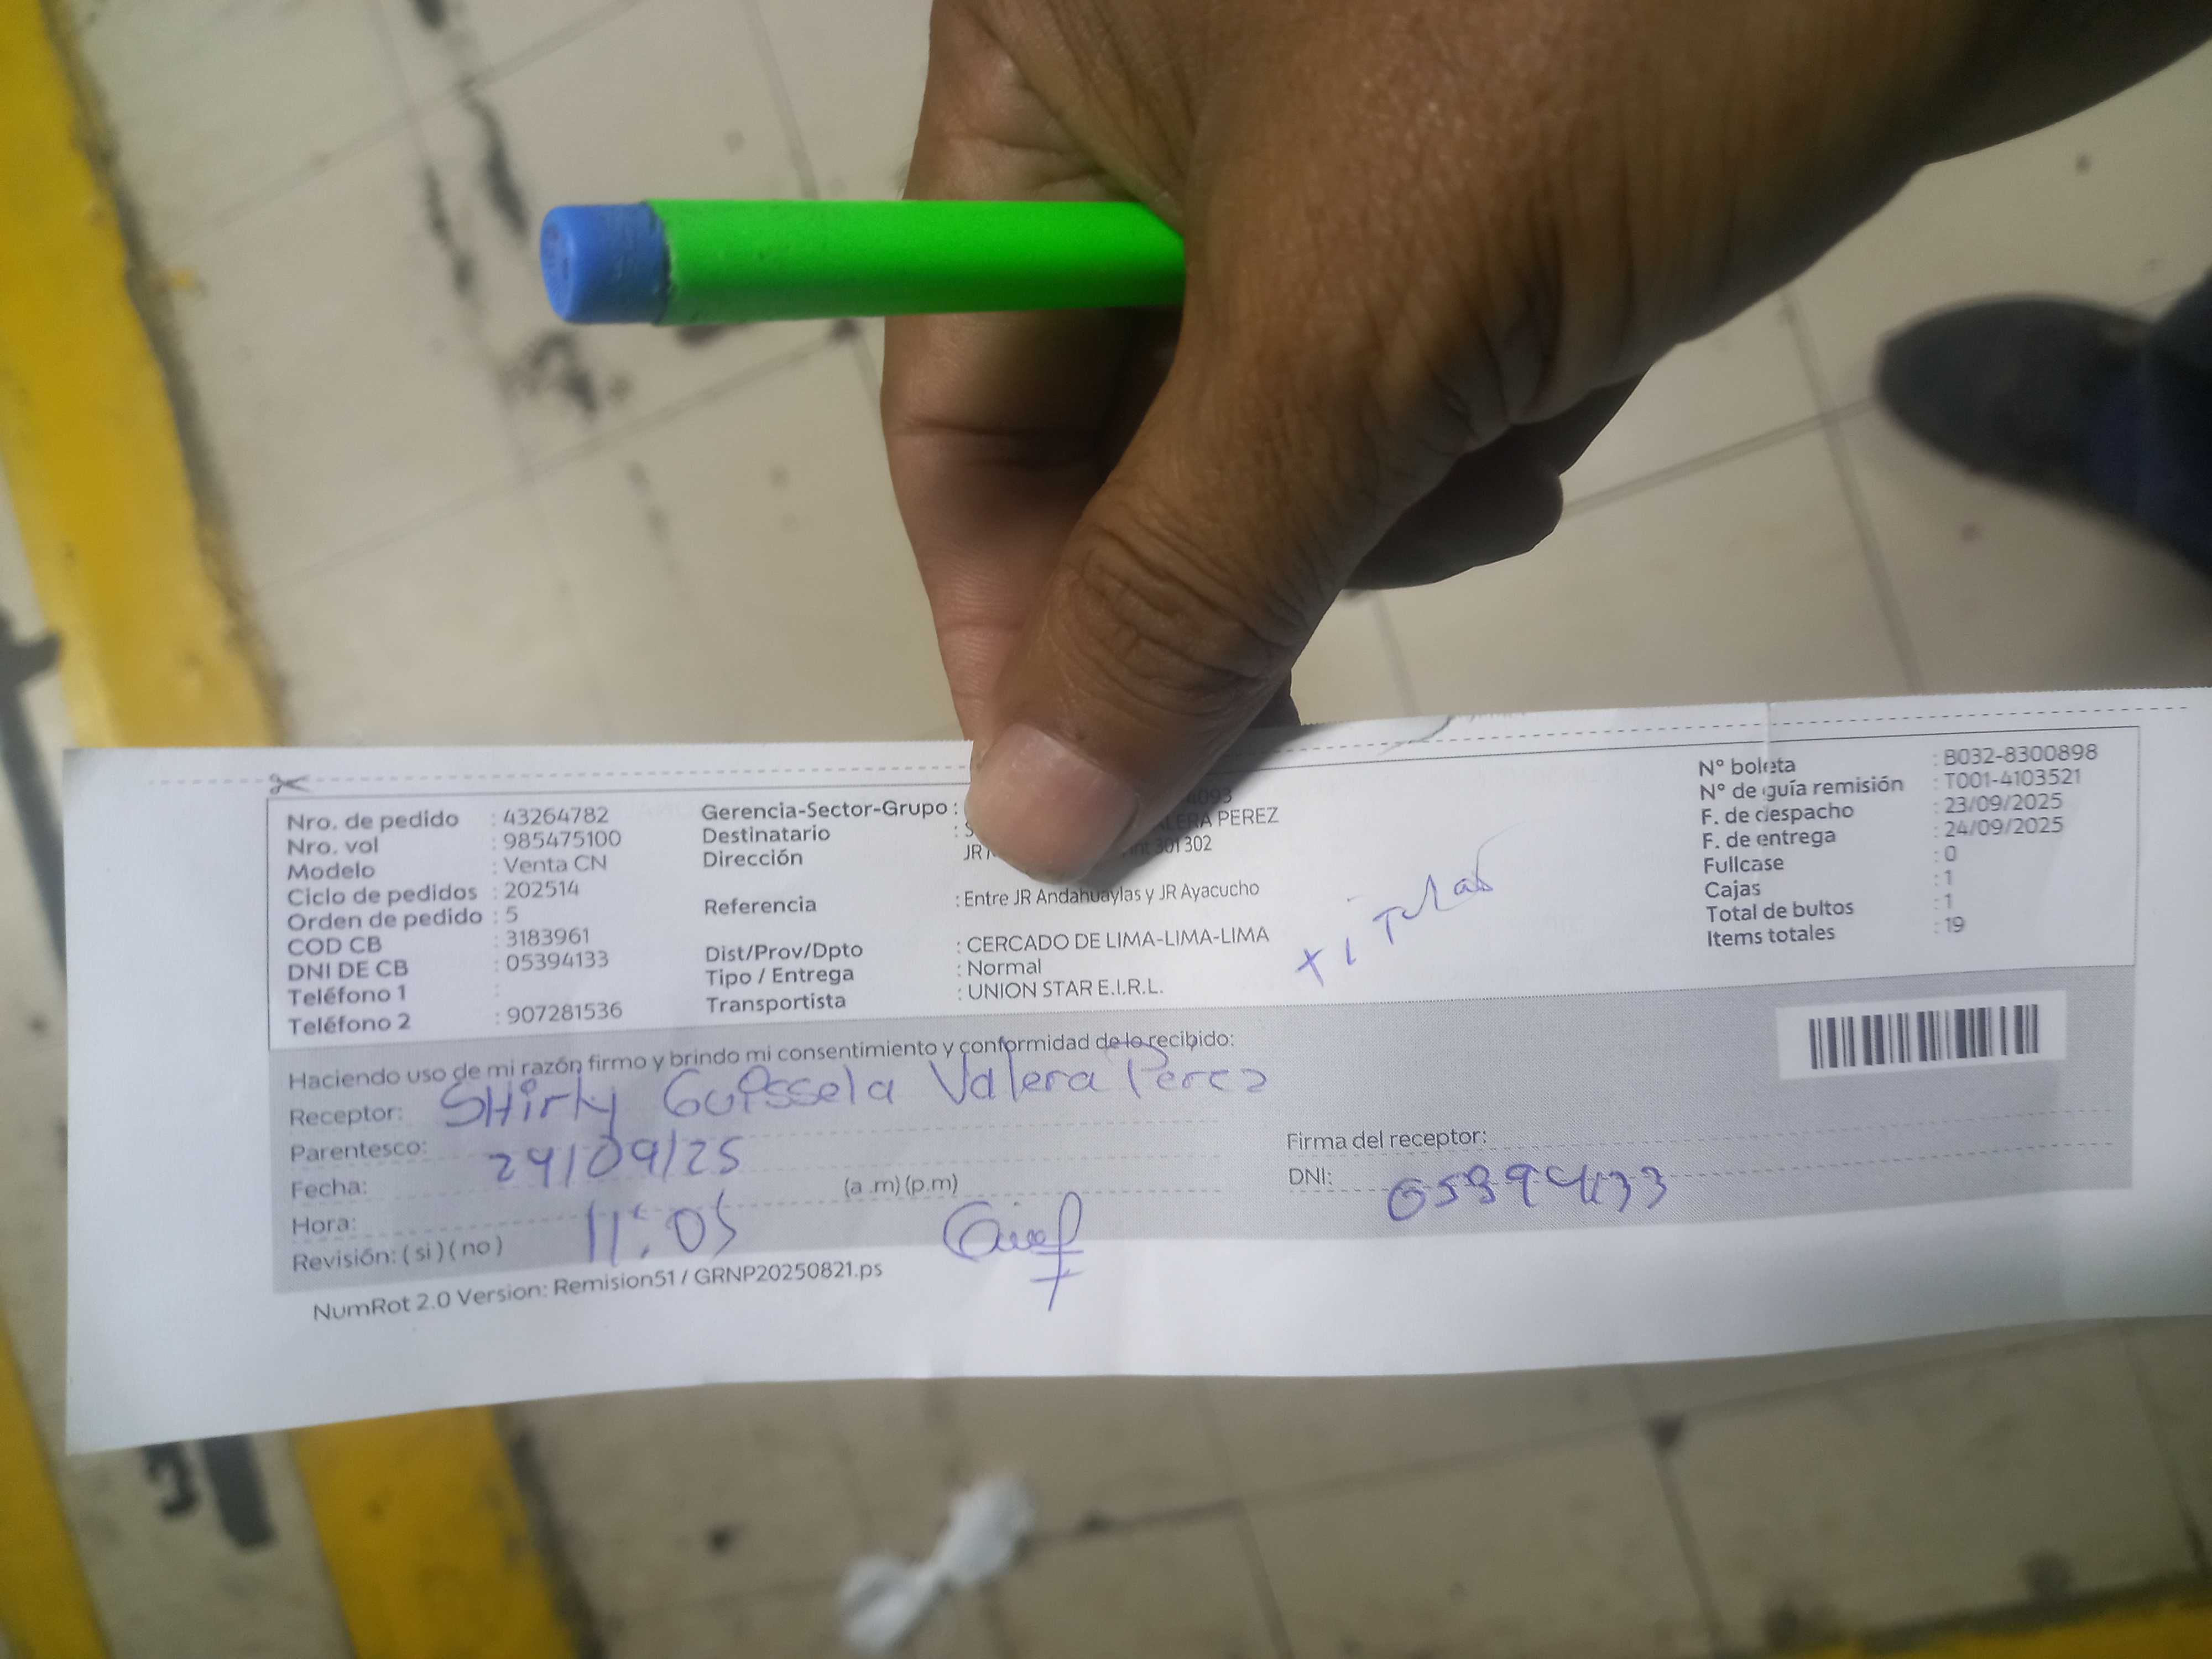 Nro. de pedido : 43264782
Nro. vol : 985475100
Modelo : Venta CN
Ciclo de pedidos : 202514
Orden de pedido : 5
COD CB : 3183961
DNI DE CB : 05394133
Teléfono 1 :
Teléfono 2 : 907281536
Gerencia-Sector-Grupo :
Destinatario : S PEREZ
Dirección JR 301 302
Referencia : Entre JR Andahuaylas y JR Ayacucho
Dist/Prov/Dpto : CERCADO DE LIMA-LIMA-LIMA
Tipo / Entrega : Normal
Transportista : UNION STAR E.I.R.L.
N° boleta : B032-8300898
N° de guía remisión : T001-4103521
F. de despacho : 23/09/2025
F. de entrega : 24/09/2025
Fullcase : 0
Cajas : 1
Total de bultos : 1
Items totales : 19
Haciendo uso de mi razón firmo y brindo mi consentimiento y conformidad de lo recibido:
Receptor: SHirly Guissela Valera Perez
Parentesco:
Fecha: 24/09/25 (a .m) (p.m)
Hora: 11:05
Revisión: ( si ) ( no )
Firma del receptor:
DNI: 05394133
NumRot 2.0 Version: Remision51 / GRNP20250821.ps